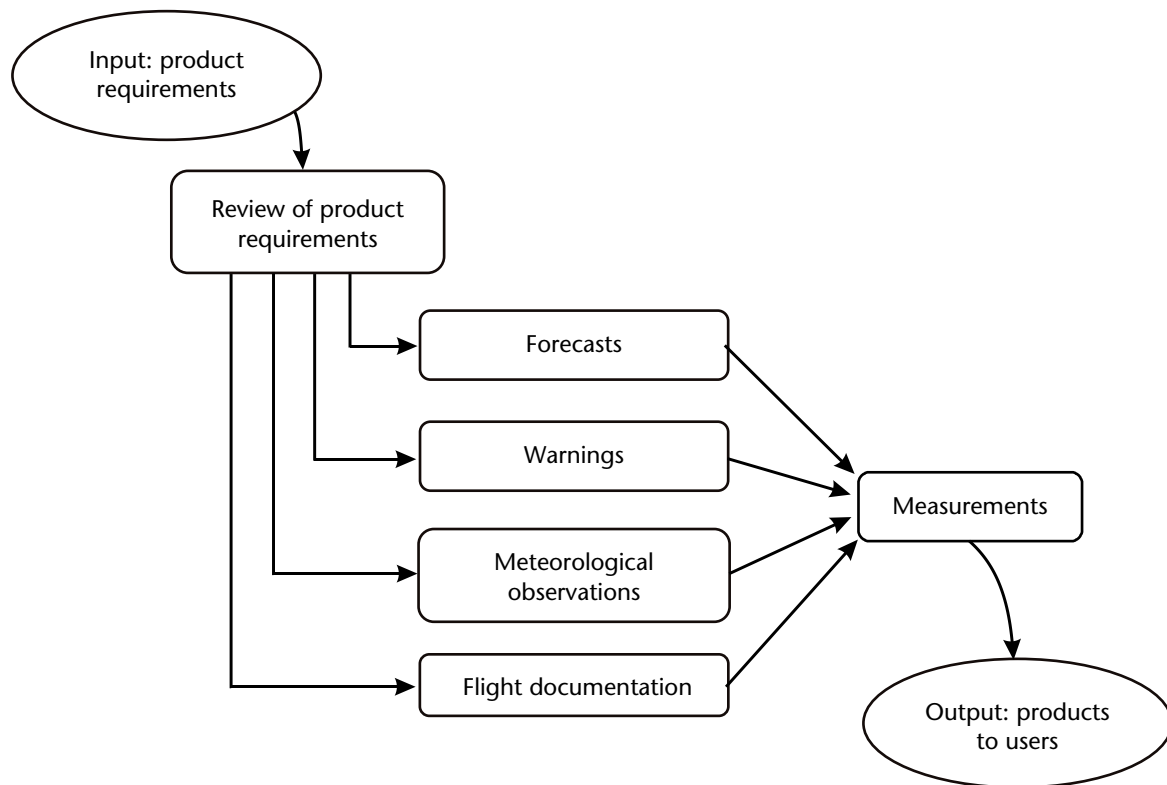 Input: product
requirements
Review of product
requirements
Forecasts
Warnings
Measurements
Meteorological
observations
Flight documentation
Output: products
to users